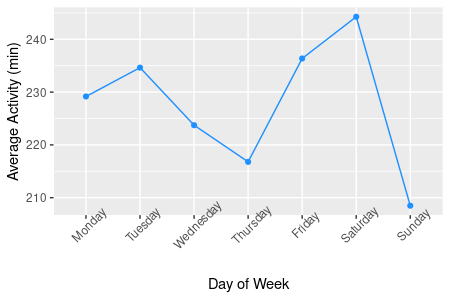 Average Activity (min)
240
230
220
210
Monday
Tuesday
Wednesday
Thursday
Friday
Saturday
Sunday
Day of Week